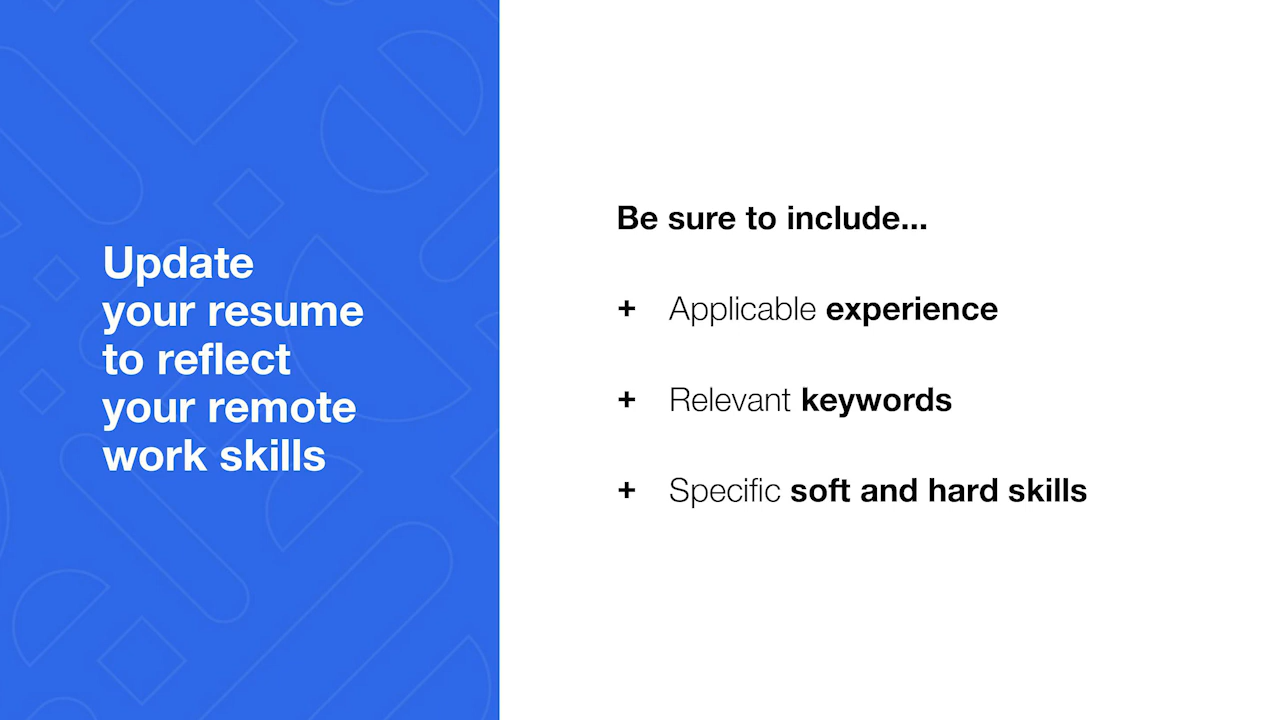 Update
your resume
to reflect
your remote
work skills
Be sure to include...
+ Applicable experience
+ Relevant keywords
+ Specific soft and hard skills